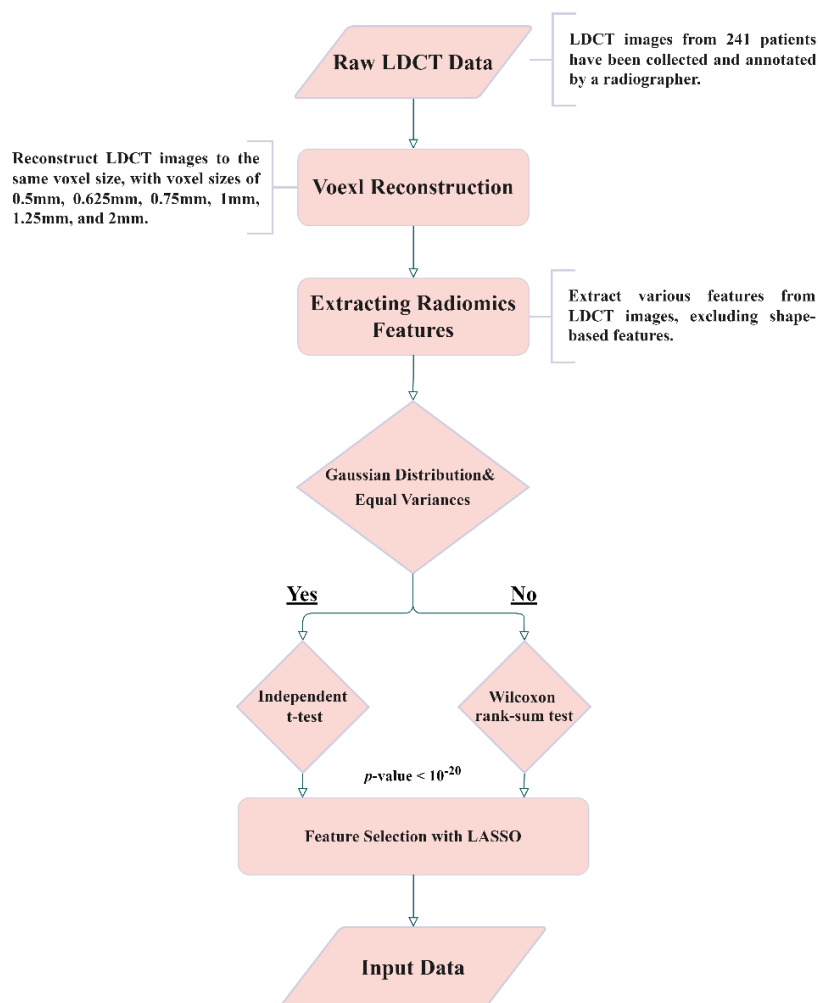 Raw LDCT Data
LDCT images from 241 patients
have been collected and annotated
by a radiographer.
Reconstruct LDCT images to the
same voxel size, with voxel sizes of
0.5mm, 0.625mm, 0.75mm, 1mm,
1.25mm, and 2mm.
Voexl Reconstruction
Extracting Radiomics
Features
Extract various features from
LDCT images, excluding shape-
based features.
Gaussian Distribution&
Equal Variances
Yes
No
Independent
t-test
Wilcoxon
rank-sum test
p-value < 10⁻²⁰
Feature Selection with LASSO
Input Data